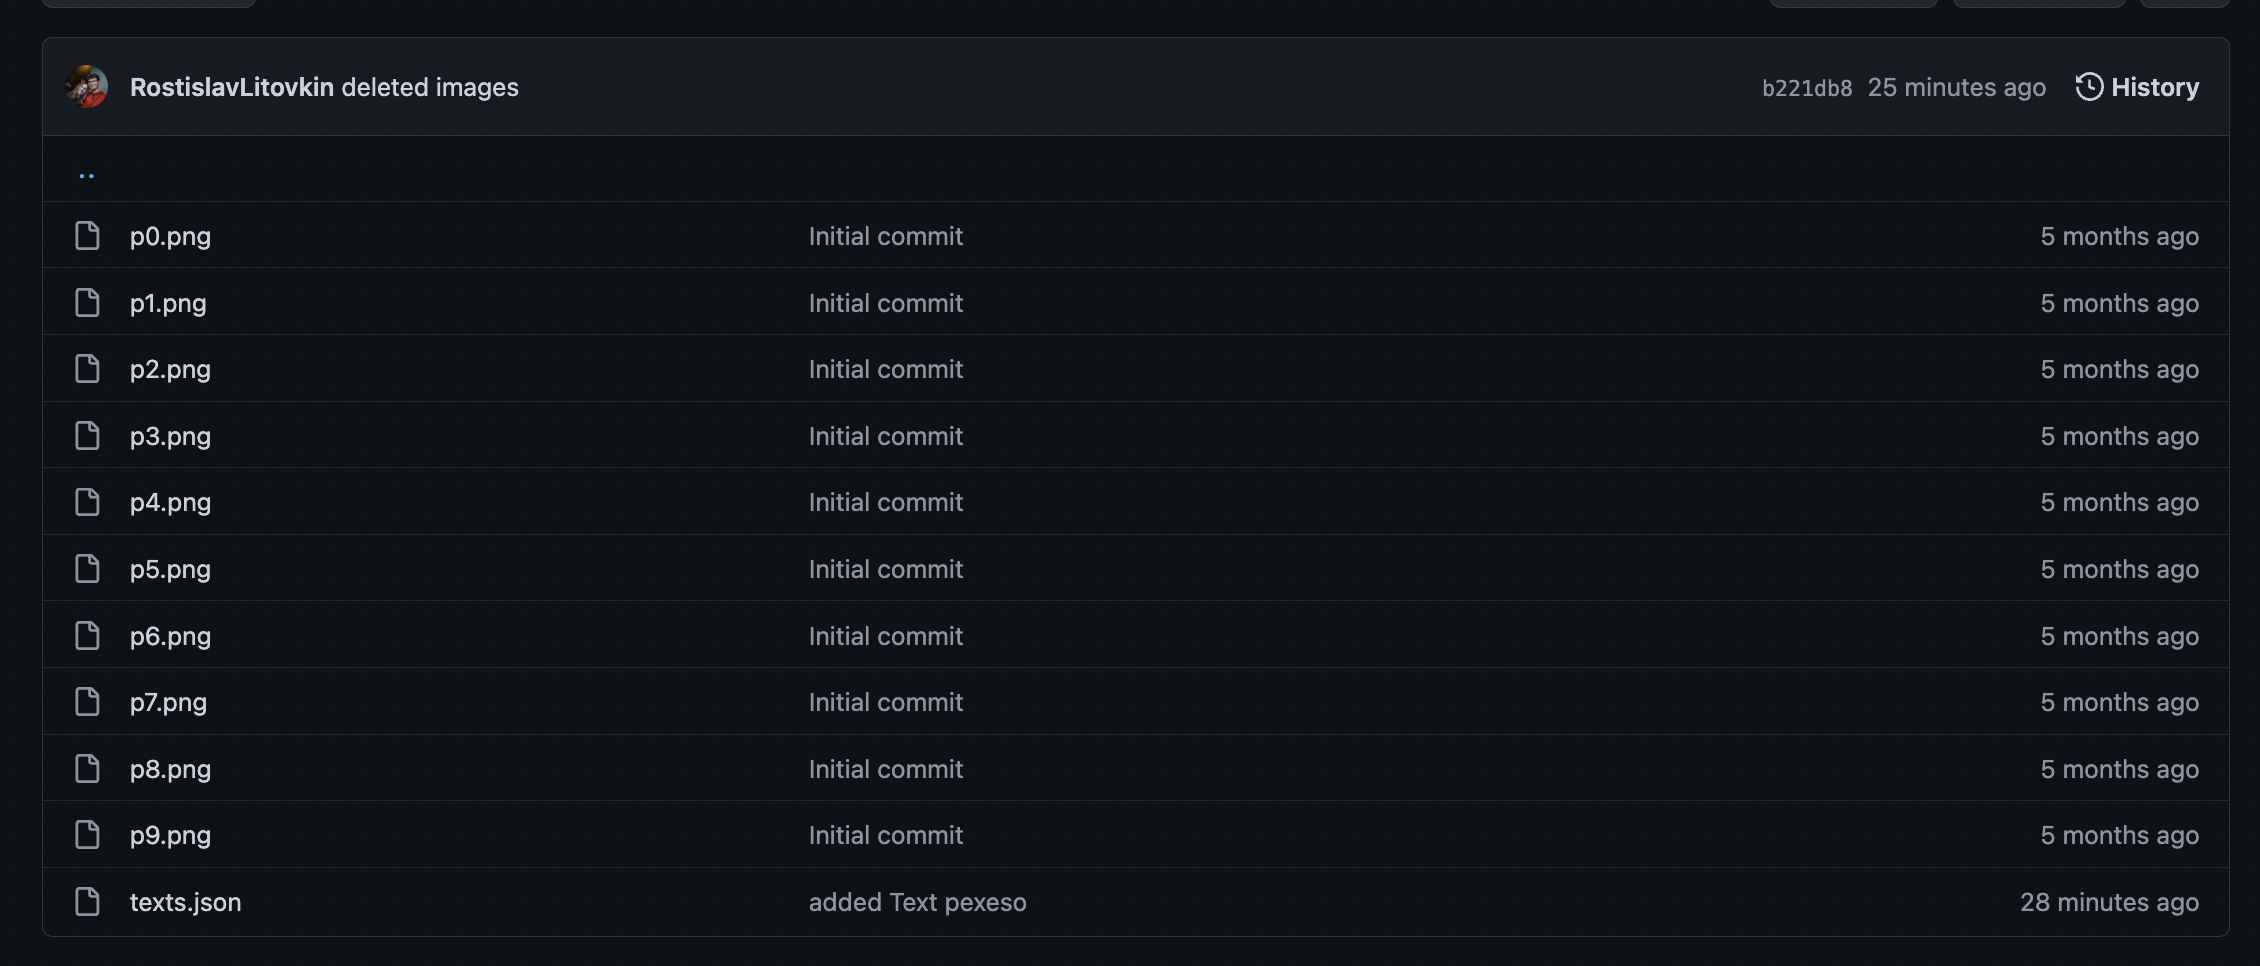 RostislavLitovkin deleted images b221db8 25 minutes ago History
..
p0.png Initial commit 5 months ago
p1.png Initial commit 5 months ago
p2.png Initial commit 5 months ago
p3.png Initial commit 5 months ago
p4.png Initial commit 5 months ago
p5.png Initial commit 5 months ago
p6.png Initial commit 5 months ago
p7.png Initial commit 5 months ago
p8.png Initial commit 5 months ago
p9.png Initial commit 5 months ago
texts.json added Text pexeso 28 minutes ago